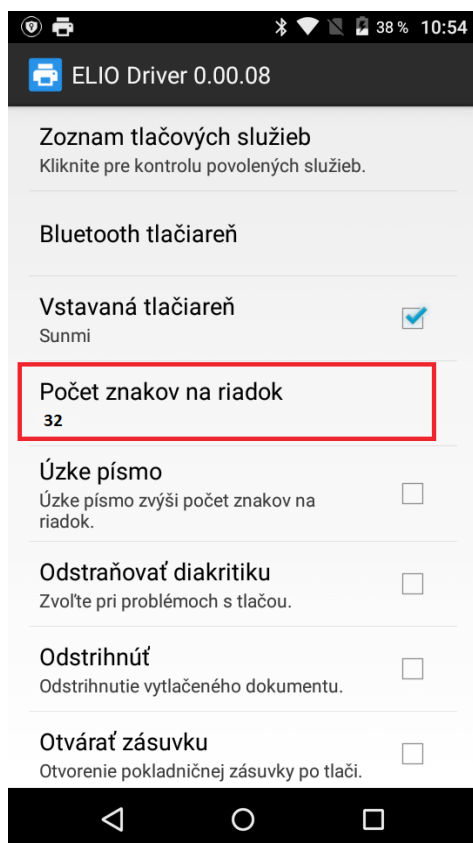 38 % 10:54
ELIO Driver 0.00.08
Zoznam tlačových služieb
Kliknite pre kontrolu povolených služieb.
Bluetooth tlačiareň
Vstavaná tlačiareň
Sunmi
Počet znakov na riadok
32
Úzke písmo
Úzke písmo zvýši počet znakov na
riadok.
Odstraňovať diakritiku
Zvoľte pri problémoch s tlačou.
Odstrihnúť
Odstrihnutie vytlačeného dokumentu.
Otvárať zásuvku
Otvorenie pokladničnej zásuvky po tlači.